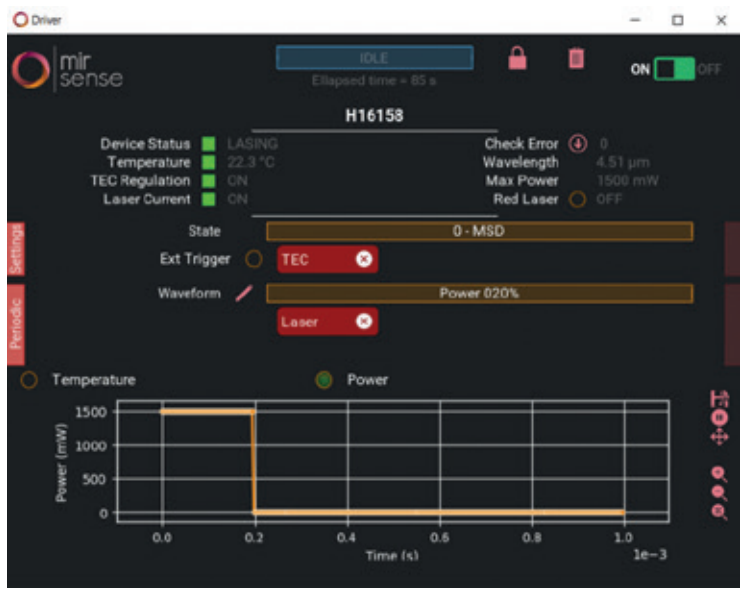 Driver
mir
sense
IDLE
Ellapsed time = 85 s
ON
OFF
H16158
Device Status LASING
Check Error 0
Temperature 22.3 °C
Wavelength 4.51 µm
TEC Regulation ON
Max Power 1500 mW
Laser Current ON
Red Laser OFF
Settings
State 0 - MSD
Ext Trigger TEC
Periodic
Waveform Power 020%
Laser
Temperature
Power
Power (mW)
1500
1000
500
0
0.0 0.2 0.4 0.6 0.8 1.0
Time (s)
1e-3